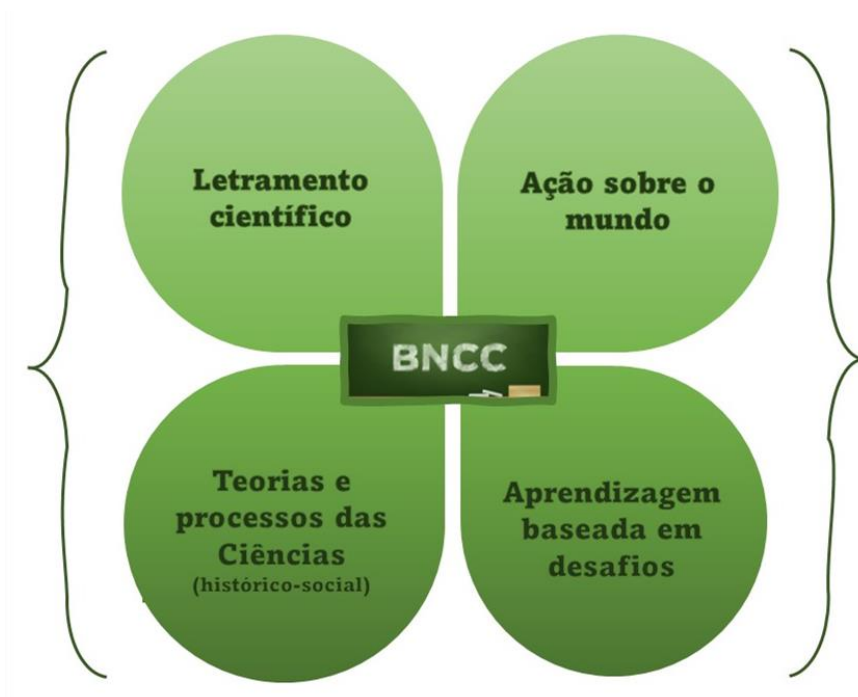 Letramento
científico
Ação sobre o
mundo
BNCC
Teorias e
processos das
Ciências
(histórico-social)
Aprendizagem
baseada em
desafios